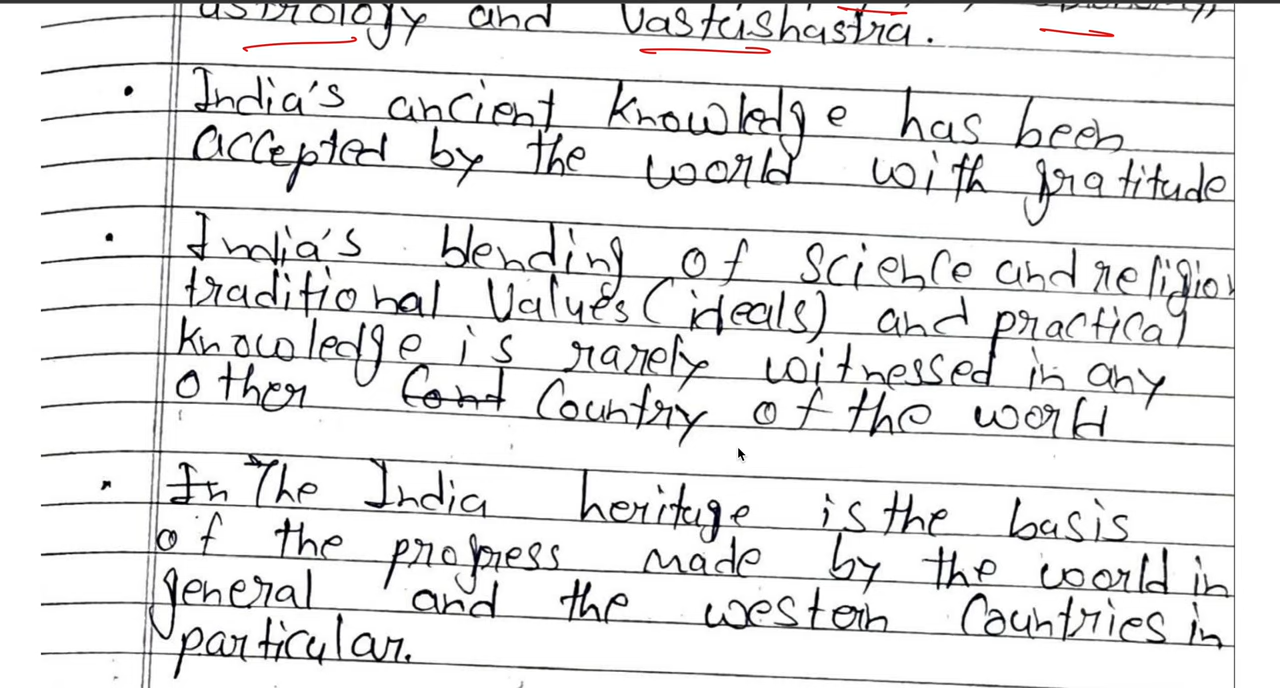 astrology and Vastushastra.
• India's ancient knowledge has been
accepted by the world with gratitude
• India's blending of Science and religion
traditional Values (ideals) and practical
knowledge is rarely witnessed in any
other Cont Country of the world
• In The India heritage is the basis
of the progress made by the world in
general and the western Countries in
particular.